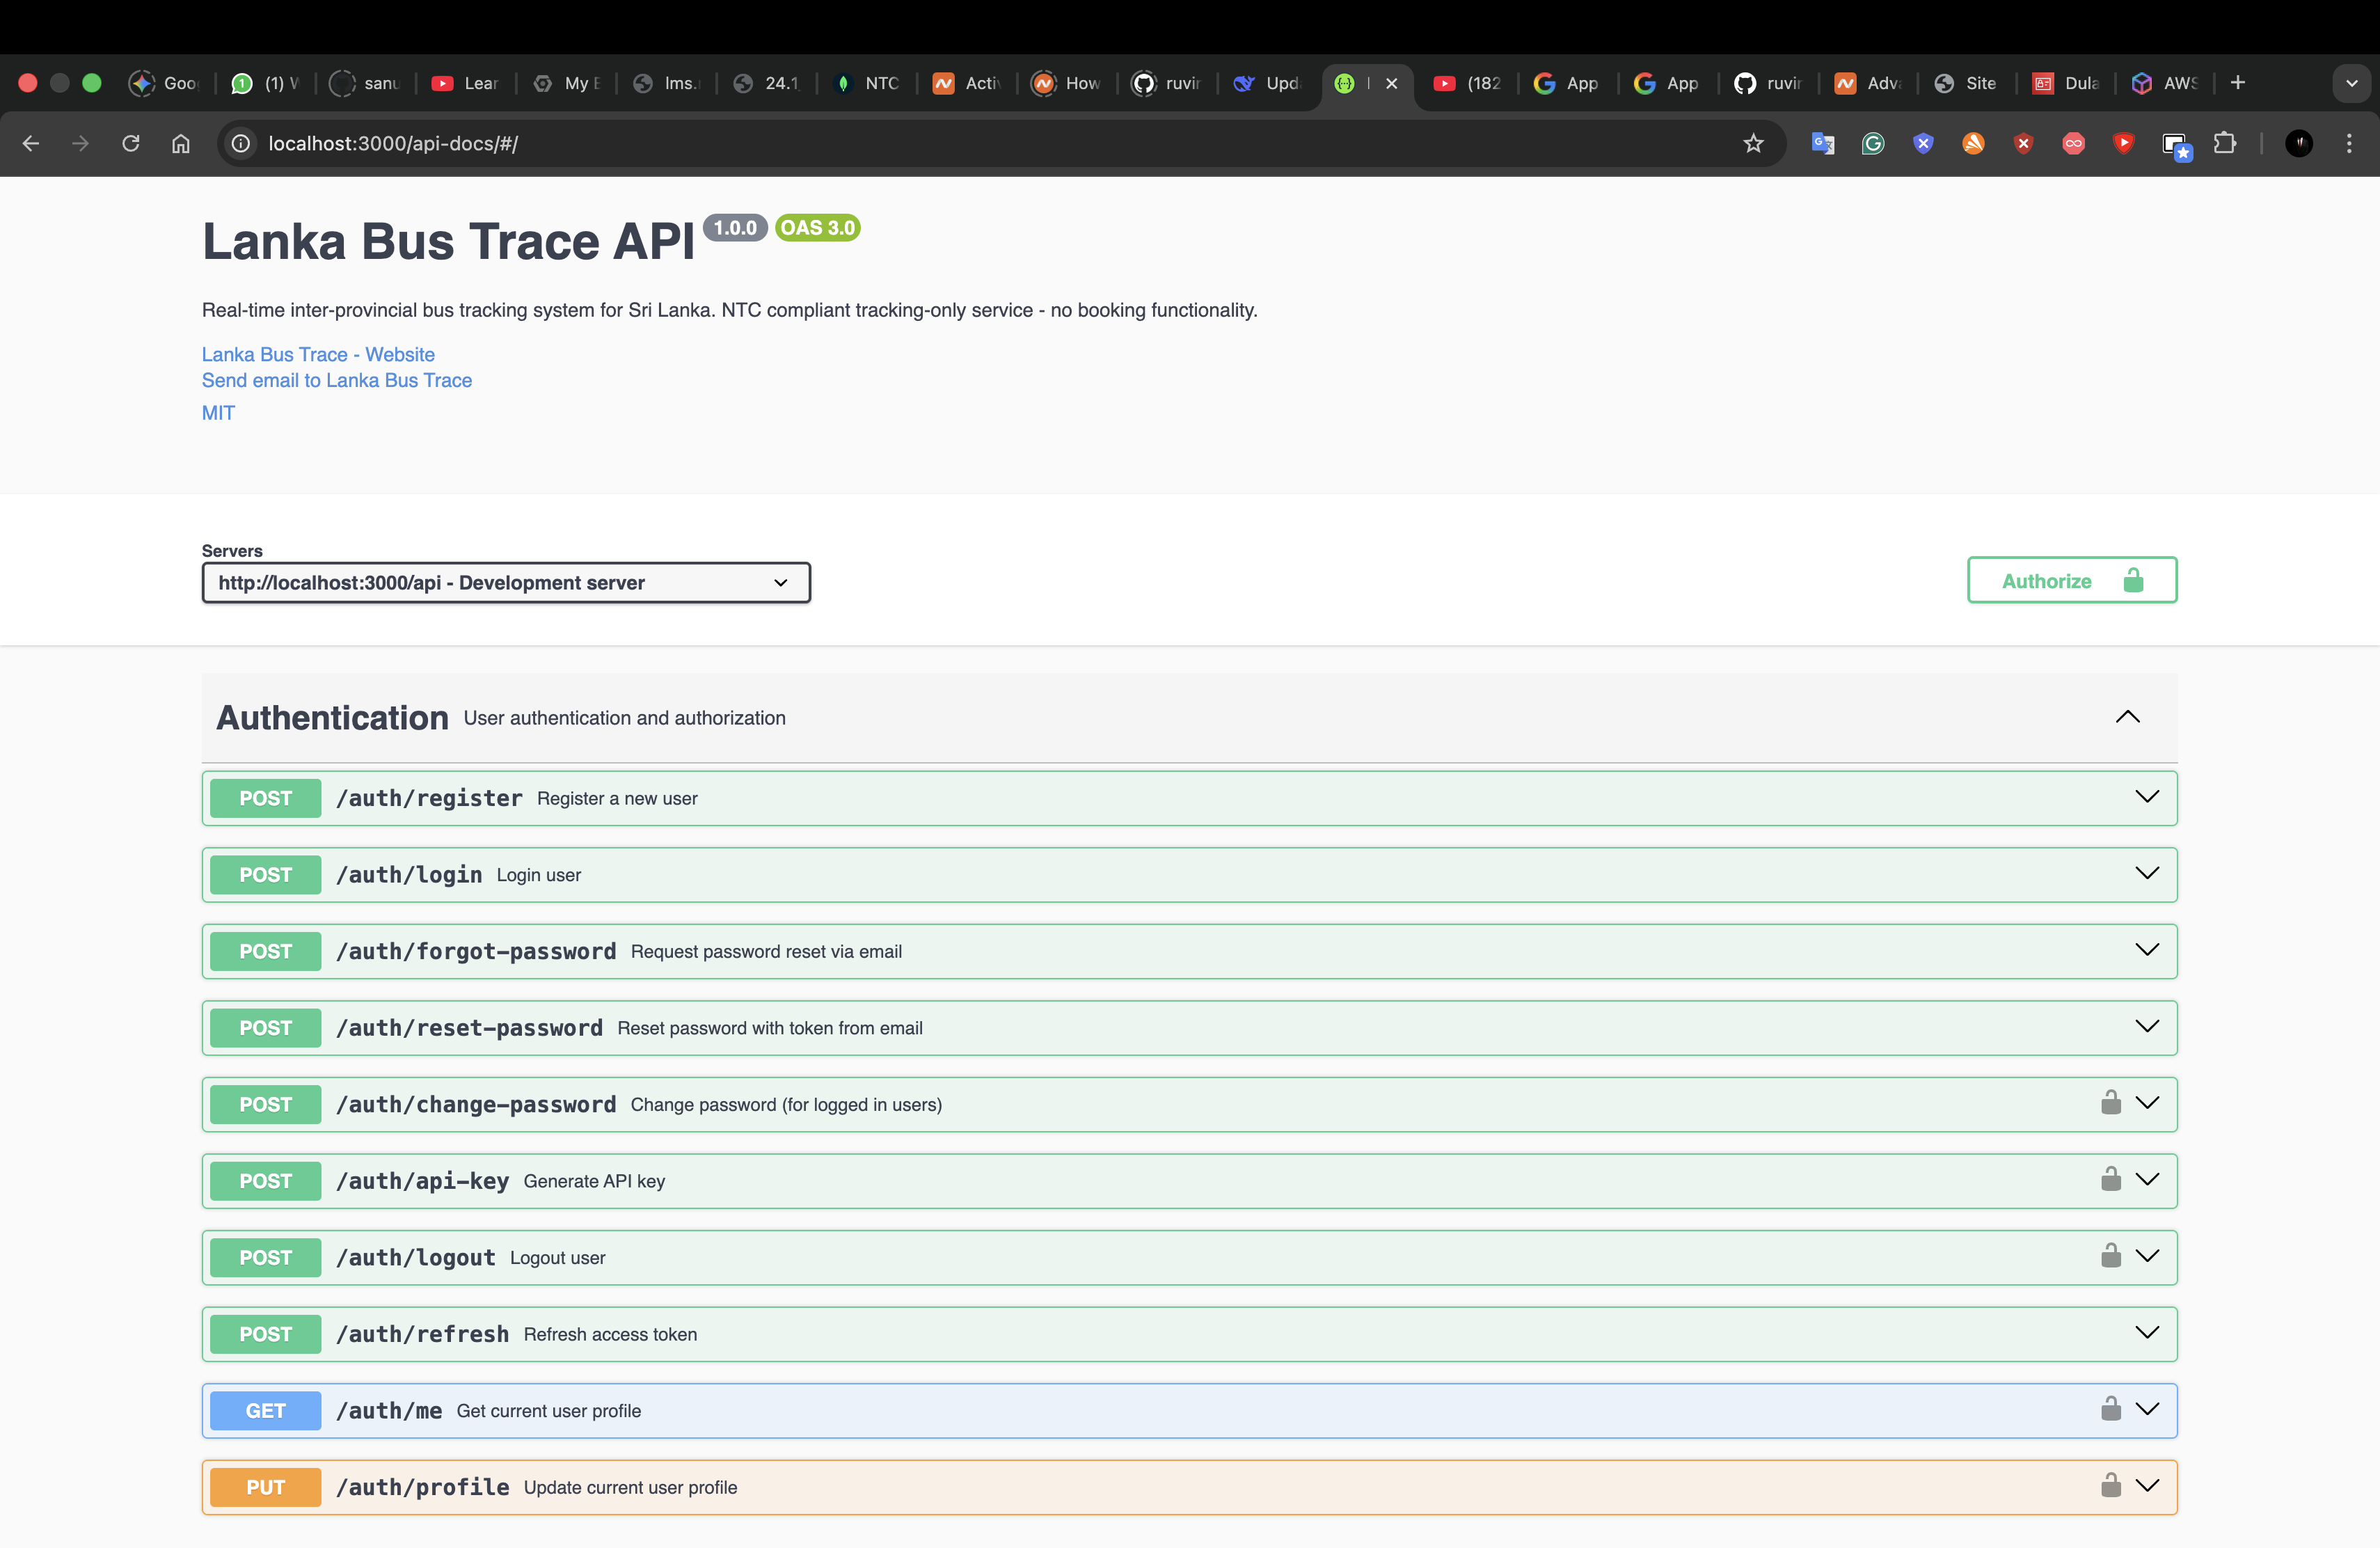 Goo (1) W sanu Lear My E lms. 24.1 NTC Activ How ruvir Upd (182 App App ruvir Adv Site Dula AWS
localhost:3000/api-docs/#/
Lanka Bus Trace API 1.0.0 OAS 3.0
Real-time inter-provincial bus tracking system for Sri Lanka. NTC compliant tracking-only service - no booking functionality.
Lanka Bus Trace - Website
Send email to Lanka Bus Trace
MIT
Servers
http://localhost:3000/api - Development server
Authorize
Authentication User authentication and authorization
POST /auth/register Register a new user
POST /auth/login Login user
POST /auth/forgot-password Request password reset via email
POST /auth/reset-password Reset password with token from email
POST /auth/change-password Change password (for logged in users)
POST /auth/api-key Generate API key
POST /auth/logout Logout user
POST /auth/refresh Refresh access token
GET /auth/me Get current user profile
PUT /auth/profile Update current user profile